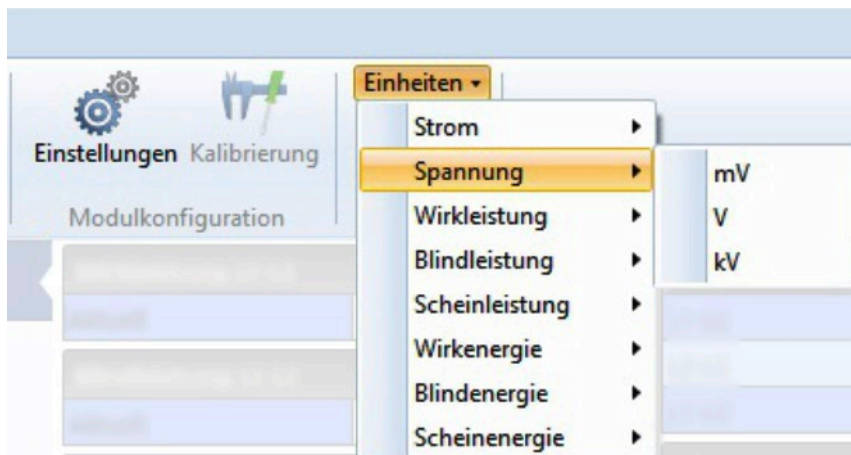 Einheiten
Einstellungen
Kalibrierung
Modulkonfiguration
Strom
Spannung
Wirkleistung
Blindleistung
Scheinleistung
Wirkenergie
Blindenergie
Scheinenergie
mV
V
kV